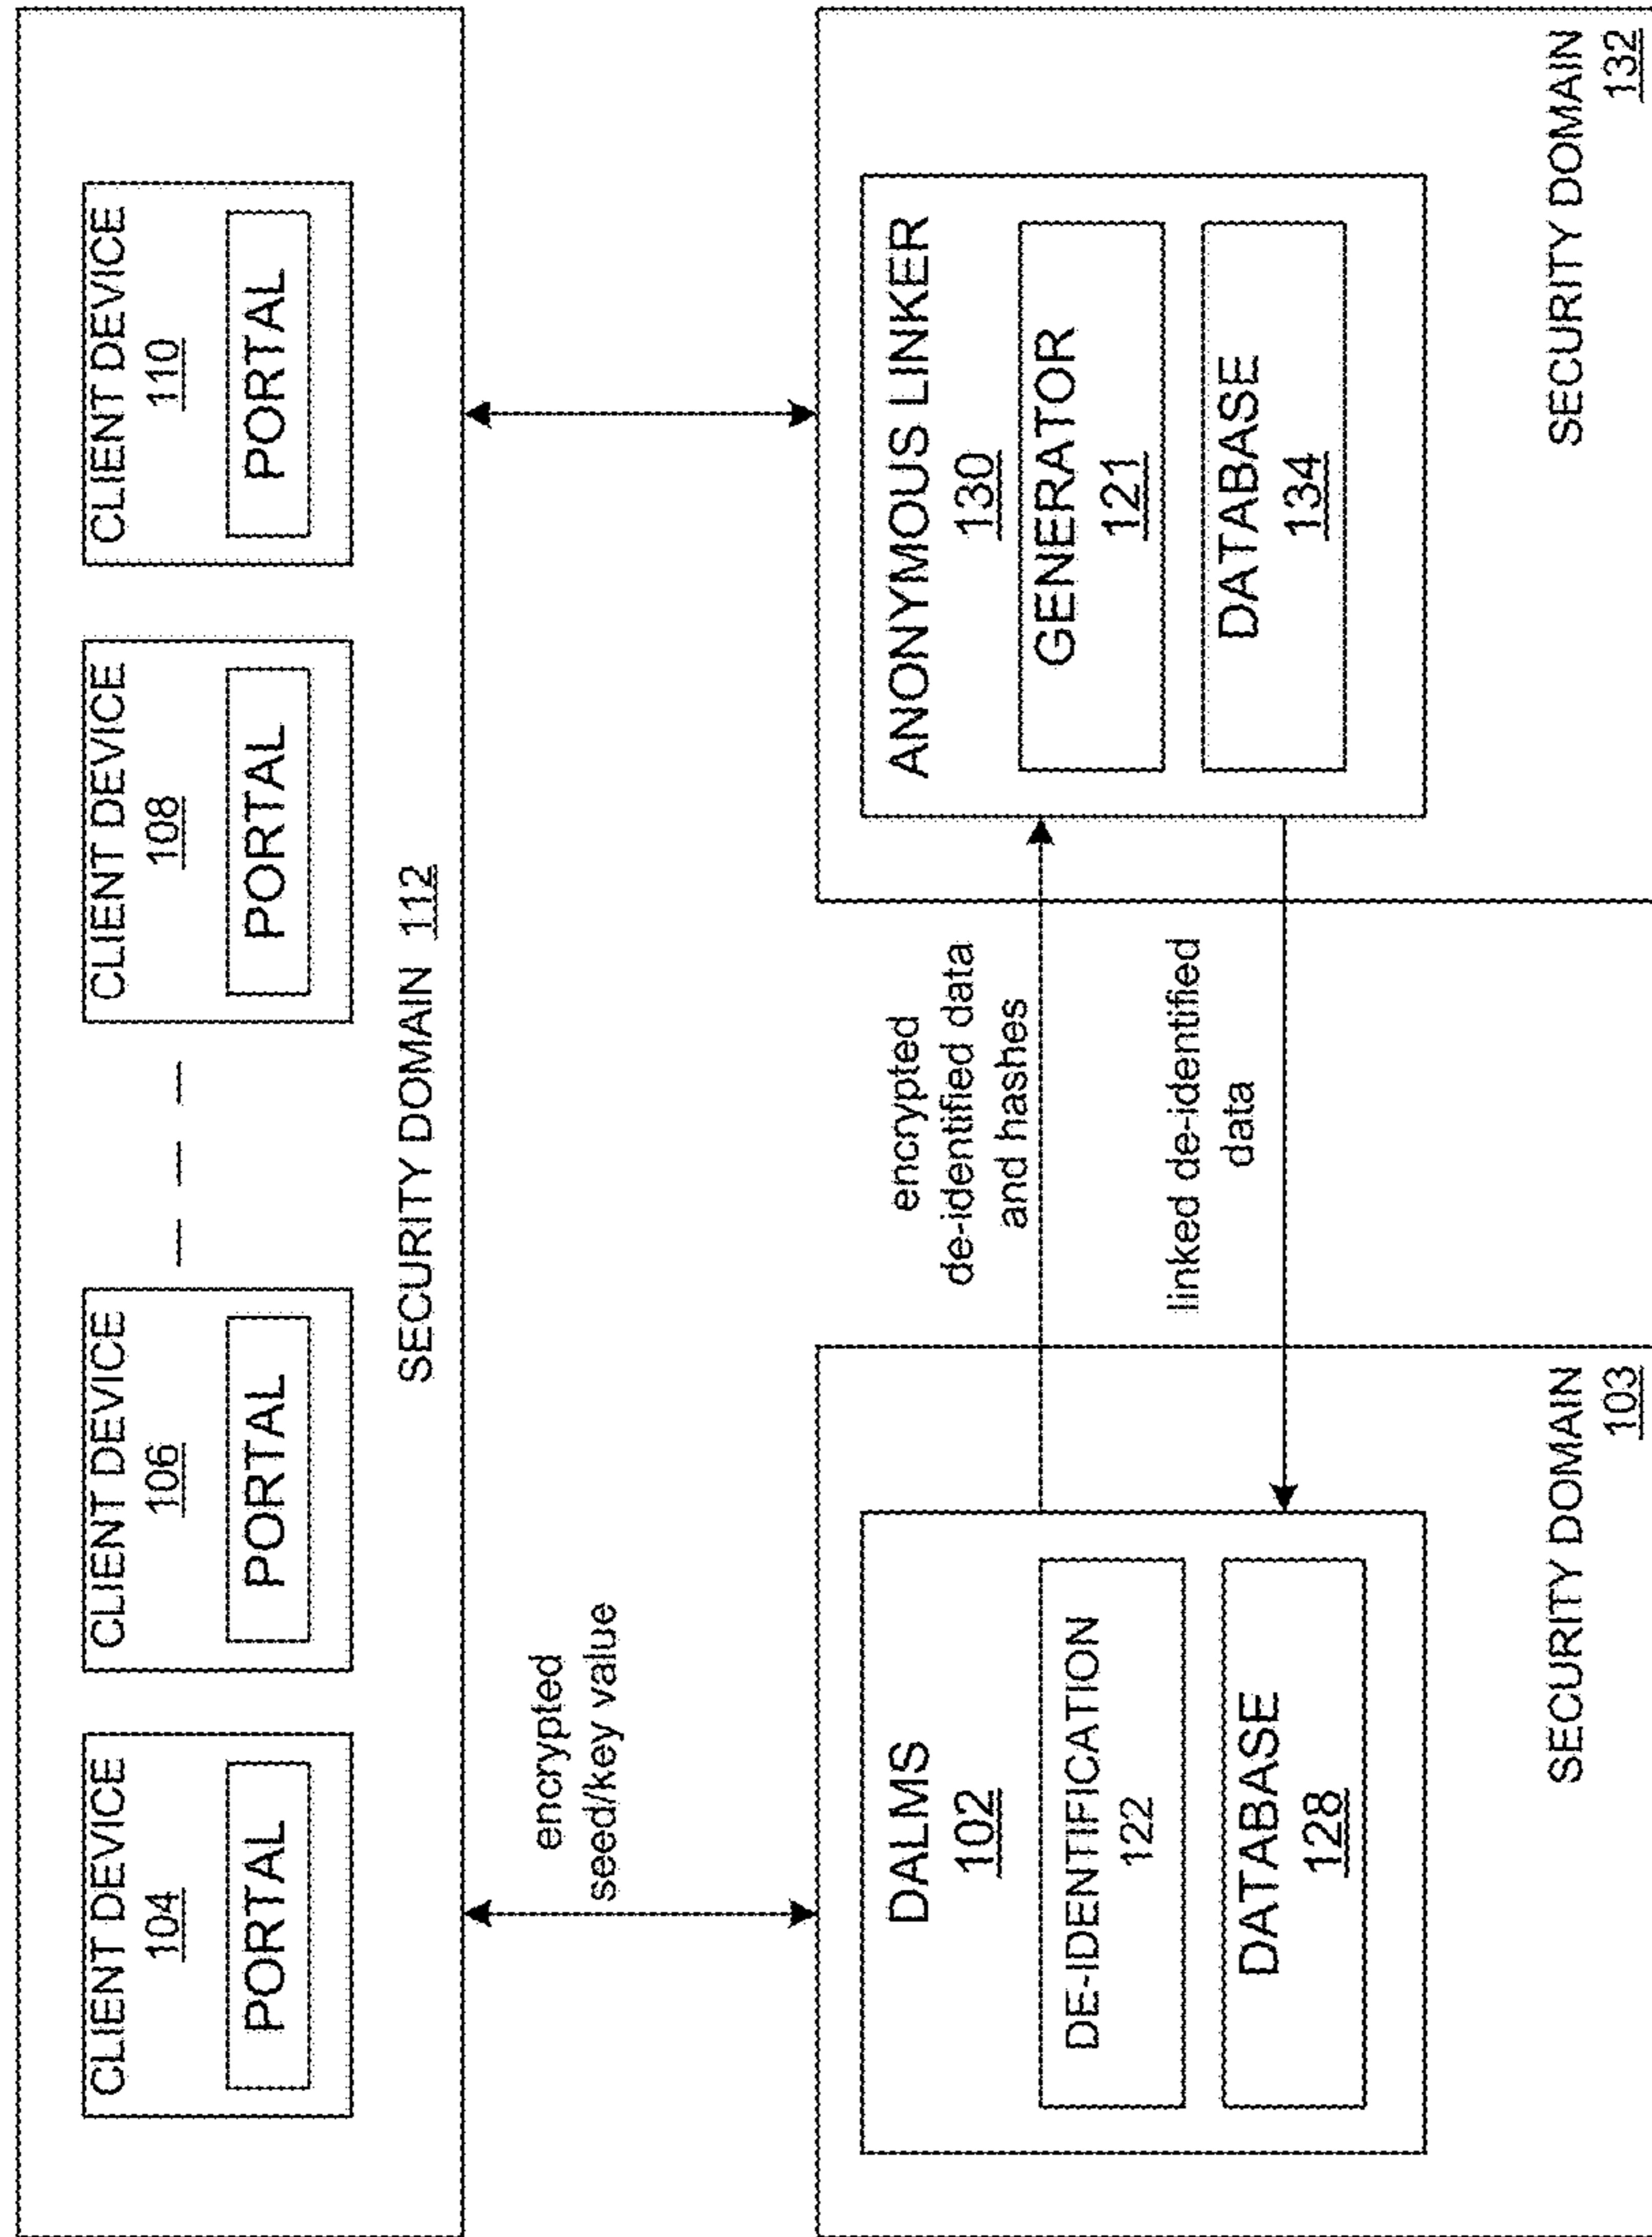 CLIENT DEVICE
104
PORTAL
CLIENT DEVICE
106
PORTAL
CLIENT DEVICE
108
PORTAL
CLIENT DEVICE
110
PORTAL
SECURITY DOMAIN 112
encrypted
seed/key value
DALMS
102
DE-IDENTIFICATION
122
DATABASE
128
SECURITY DOMAIN
103
encrypted
de-identified data
and hashes
linked de-identified
data
ANONYMOUS LINKER
130
GENERATOR
121
DATABASE
134
SECURITY DOMAIN
132